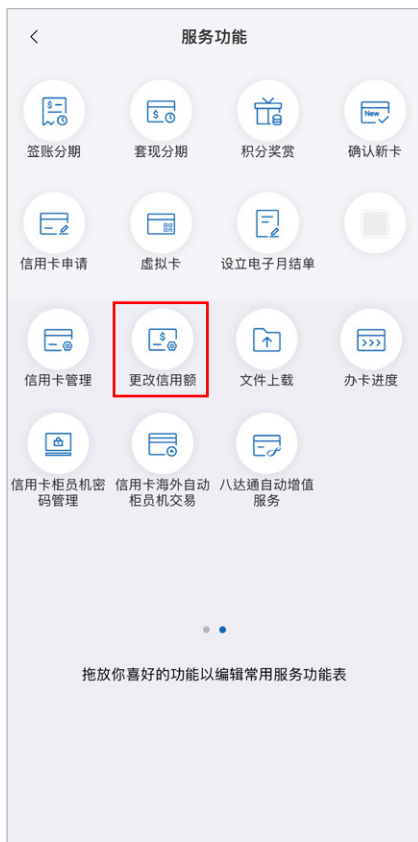 服务功能
签账分期
套现分期
积分奖赏
New
确认新卡
信用卡申请
虚拟卡
设立电子月结单
信用卡管理
更改信用额
文件上载
办卡进度
信用卡柜员机密
码管理
信用卡海外自动
柜员机交易
八达通自动增值
服务
拖放你喜好的功能以编辑常用服务功能表